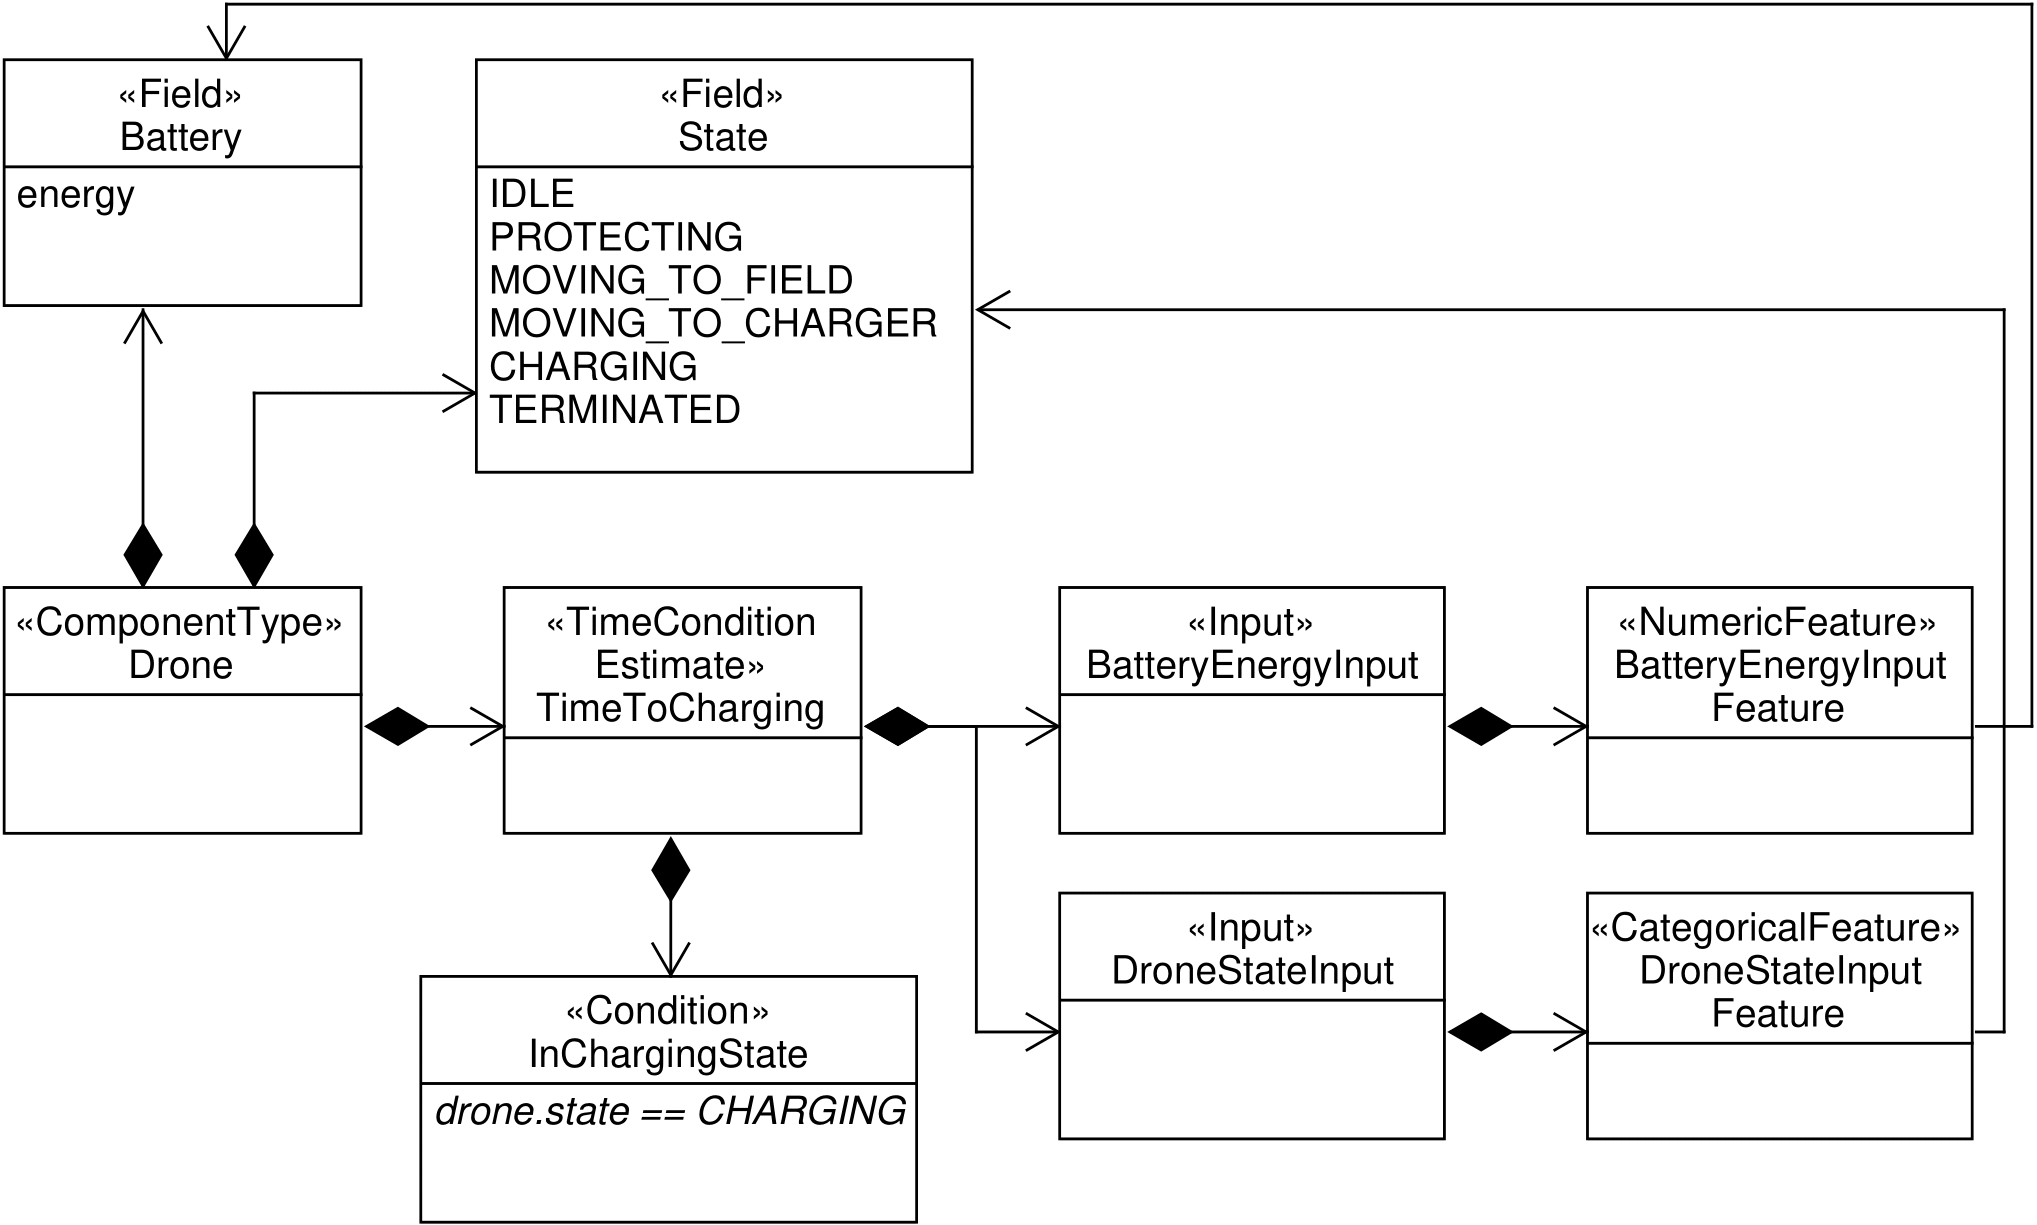 «Field»
Battery
energy
«Field»
State
IDLE
PROTECTING
MOVING_TO_FIELD
MOVING_TO_CHARGER
CHARGING
TERMINATED
«ComponentType»
Drone
«TimeCondition
Estimate»
TimeToCharging
«Input»
BatteryEnergyInput
«NumericFeature»
BatteryEnergyInput
Feature
«Condition»
InChargingState
drone.state == CHARGING
«Input»
DroneStateInput
«CategoricalFeature»
DroneStateInput
Feature